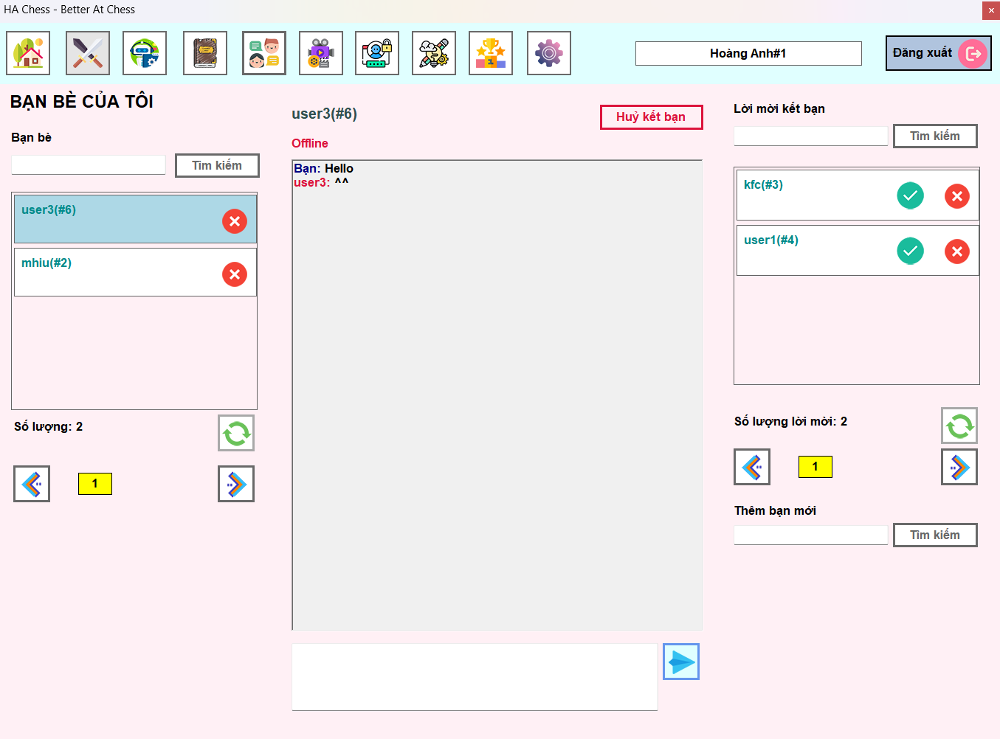 HA Chess - Better At Chess
Hoàng Anh#1
Đăng xuất
BẠN BÈ CỦA TÔI
Bạn bè
Tìm kiếm
user3(#6)
mhiu(#2)
Số lượng: 2
1
user3(#6)
Huỷ kết bạn
Offline
Bạn: Hello
user3: ^^
Lời mời kết bạn
Tìm kiếm
kfc(#3)
user1(#4)
Số lượng lời mời: 2
1
Thêm bạn mới
Tìm kiếm